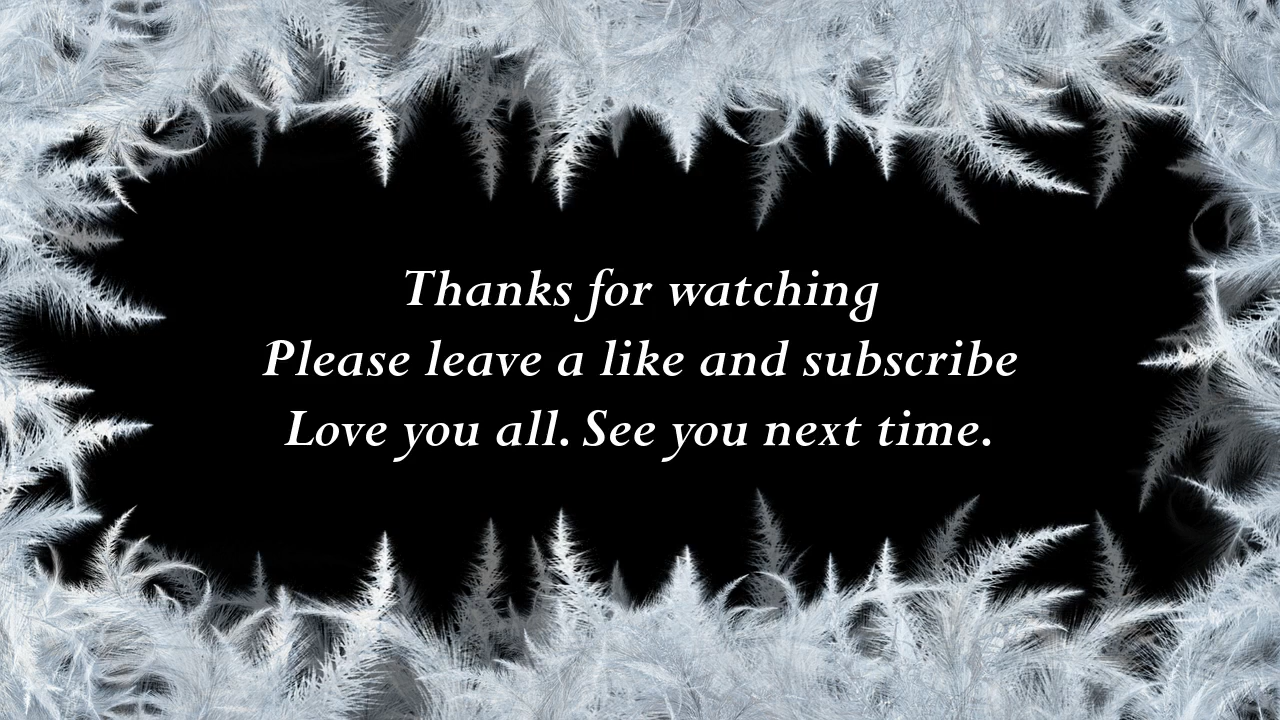 Thanks for watching
Please leave a like and subscribe
Love you all. See you next time.